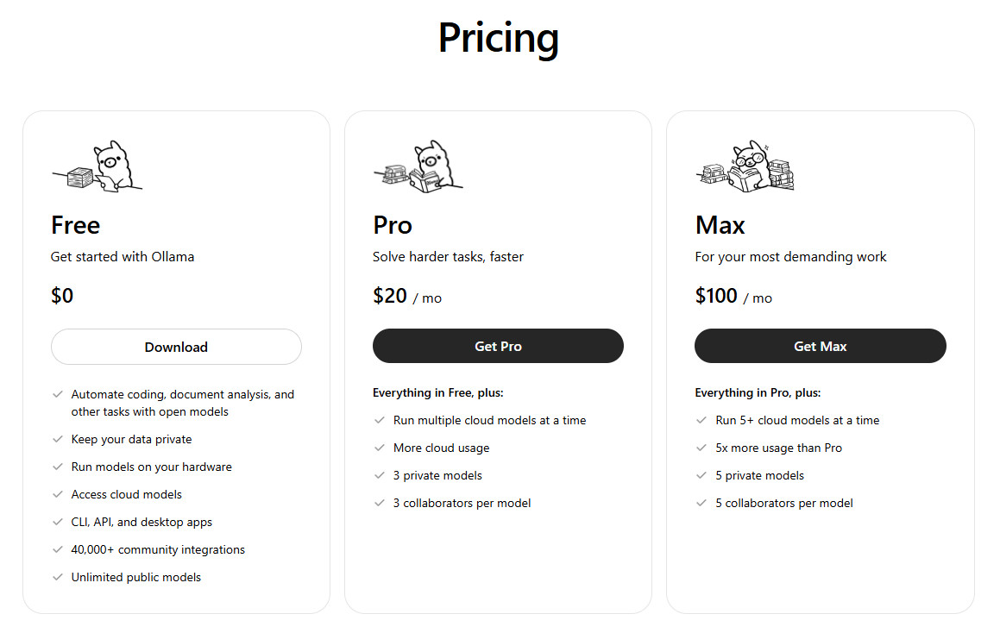 Pricing
Free
Get started with Ollama
$0
Download
Automate coding, document analysis, and
other tasks with open models
Keep your data private
Run models on your hardware
Access cloud models
CLI, API, and desktop apps
40,000+ community integrations
Unlimited public models
Pro
Solve harder tasks, faster
$20 / mo
Get Pro
Everything in Free, plus:
Run multiple cloud models at a time
More cloud usage
3 private models
3 collaborators per model
Max
For your most demanding work
$100 / mo
Get Max
Everything in Pro, plus:
Run 5+ cloud models at a time
5x more usage than Pro
5 private models
5 collaborators per model